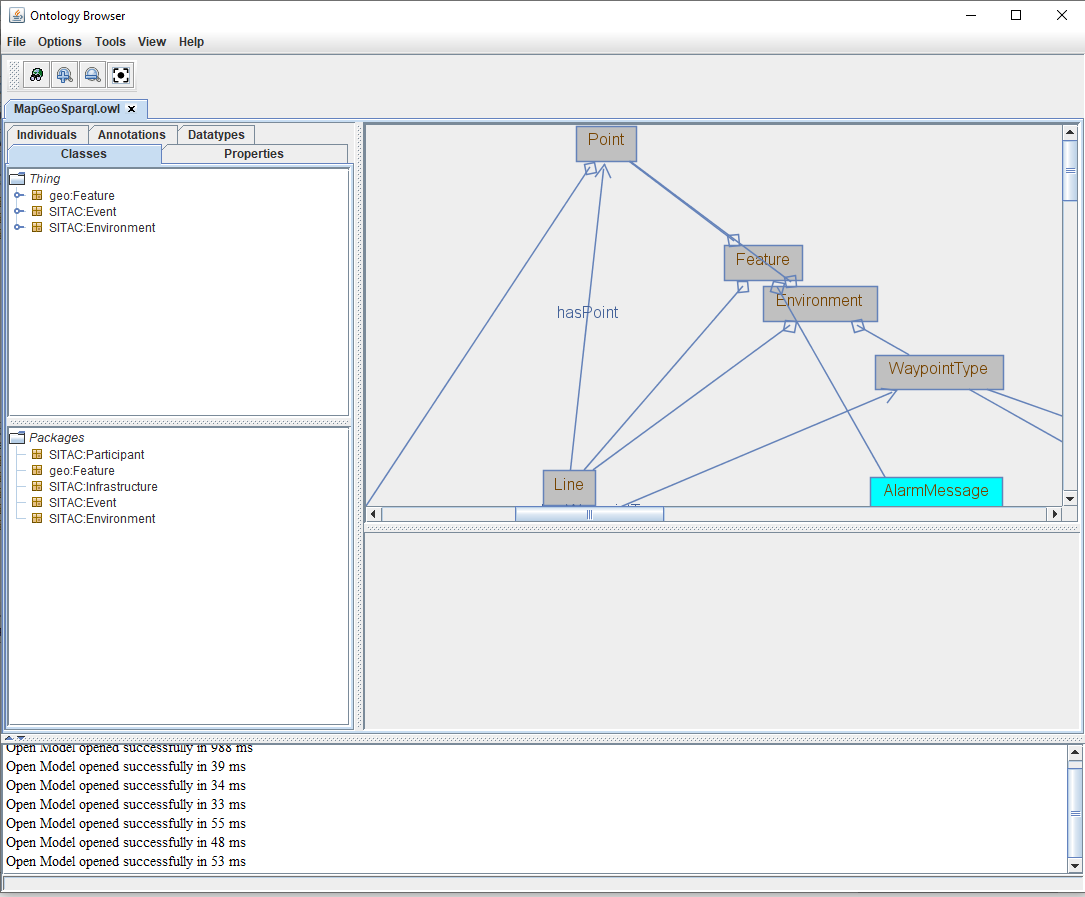 Ontology Browser
File Options Tools View Help
MapGeoSparql.owl
Individuals Annotations Datatypes
Classes Properties
Thing
geo:Feature
SITAC:Event
SITAC:Environment
Packages
SITAC:Participant
geo:Feature
SITAC:Infrastructure
SITAC:Event
SITAC:Environment
Point
Feature
Environment
hasPoint
WaypointType
Line
AlarmMessage
Open Model opened successfully in 988 ms
Open Model opened successfully in 39 ms
Open Model opened successfully in 34 ms
Open Model opened successfully in 33 ms
Open Model opened successfully in 55 ms
Open Model opened successfully in 48 ms
Open Model opened successfully in 53 ms